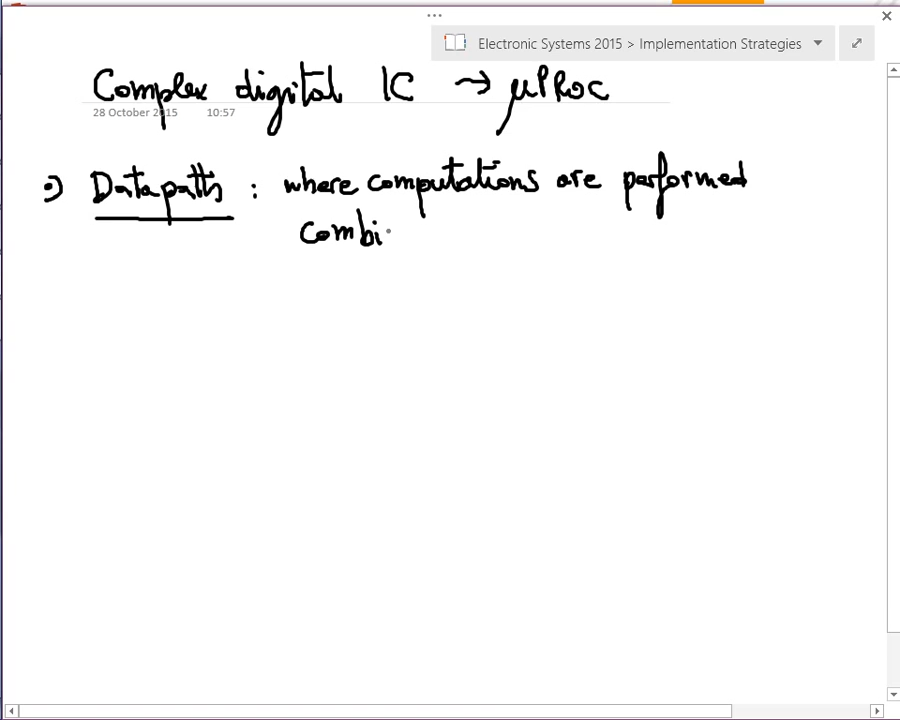 Electronic Systems 2015 > Implementation Strategies
Complex digital IC → µPRoc
28 October 2015 10:57
Datapaths : where computations are performed
Combi